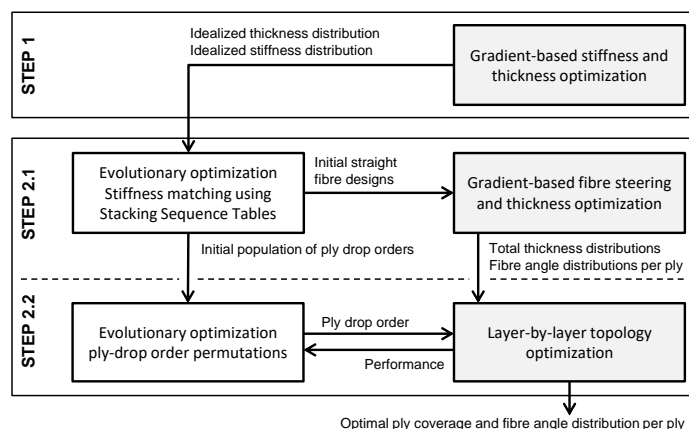 STEP 1
Idealized thickness distribution
Idealized stiffness distribution
Gradient-based stiffness and
thickness optimization
STEP 2.1
Evolutionary optimization
Stiffness matching using
Stacking Sequence Tables
Initial straight
fibre designs
Gradient-based fibre steering
and thickness optimization
Initial population of ply drop orders
Total thickness distributions
Fibre angle distributions per ply
STEP 2.2
Evolutionary optimization
ply-drop order permutations
Ply drop order
Performance
Layer-by-layer topology
optimization
Optimal ply coverage and fibre angle distribution per ply